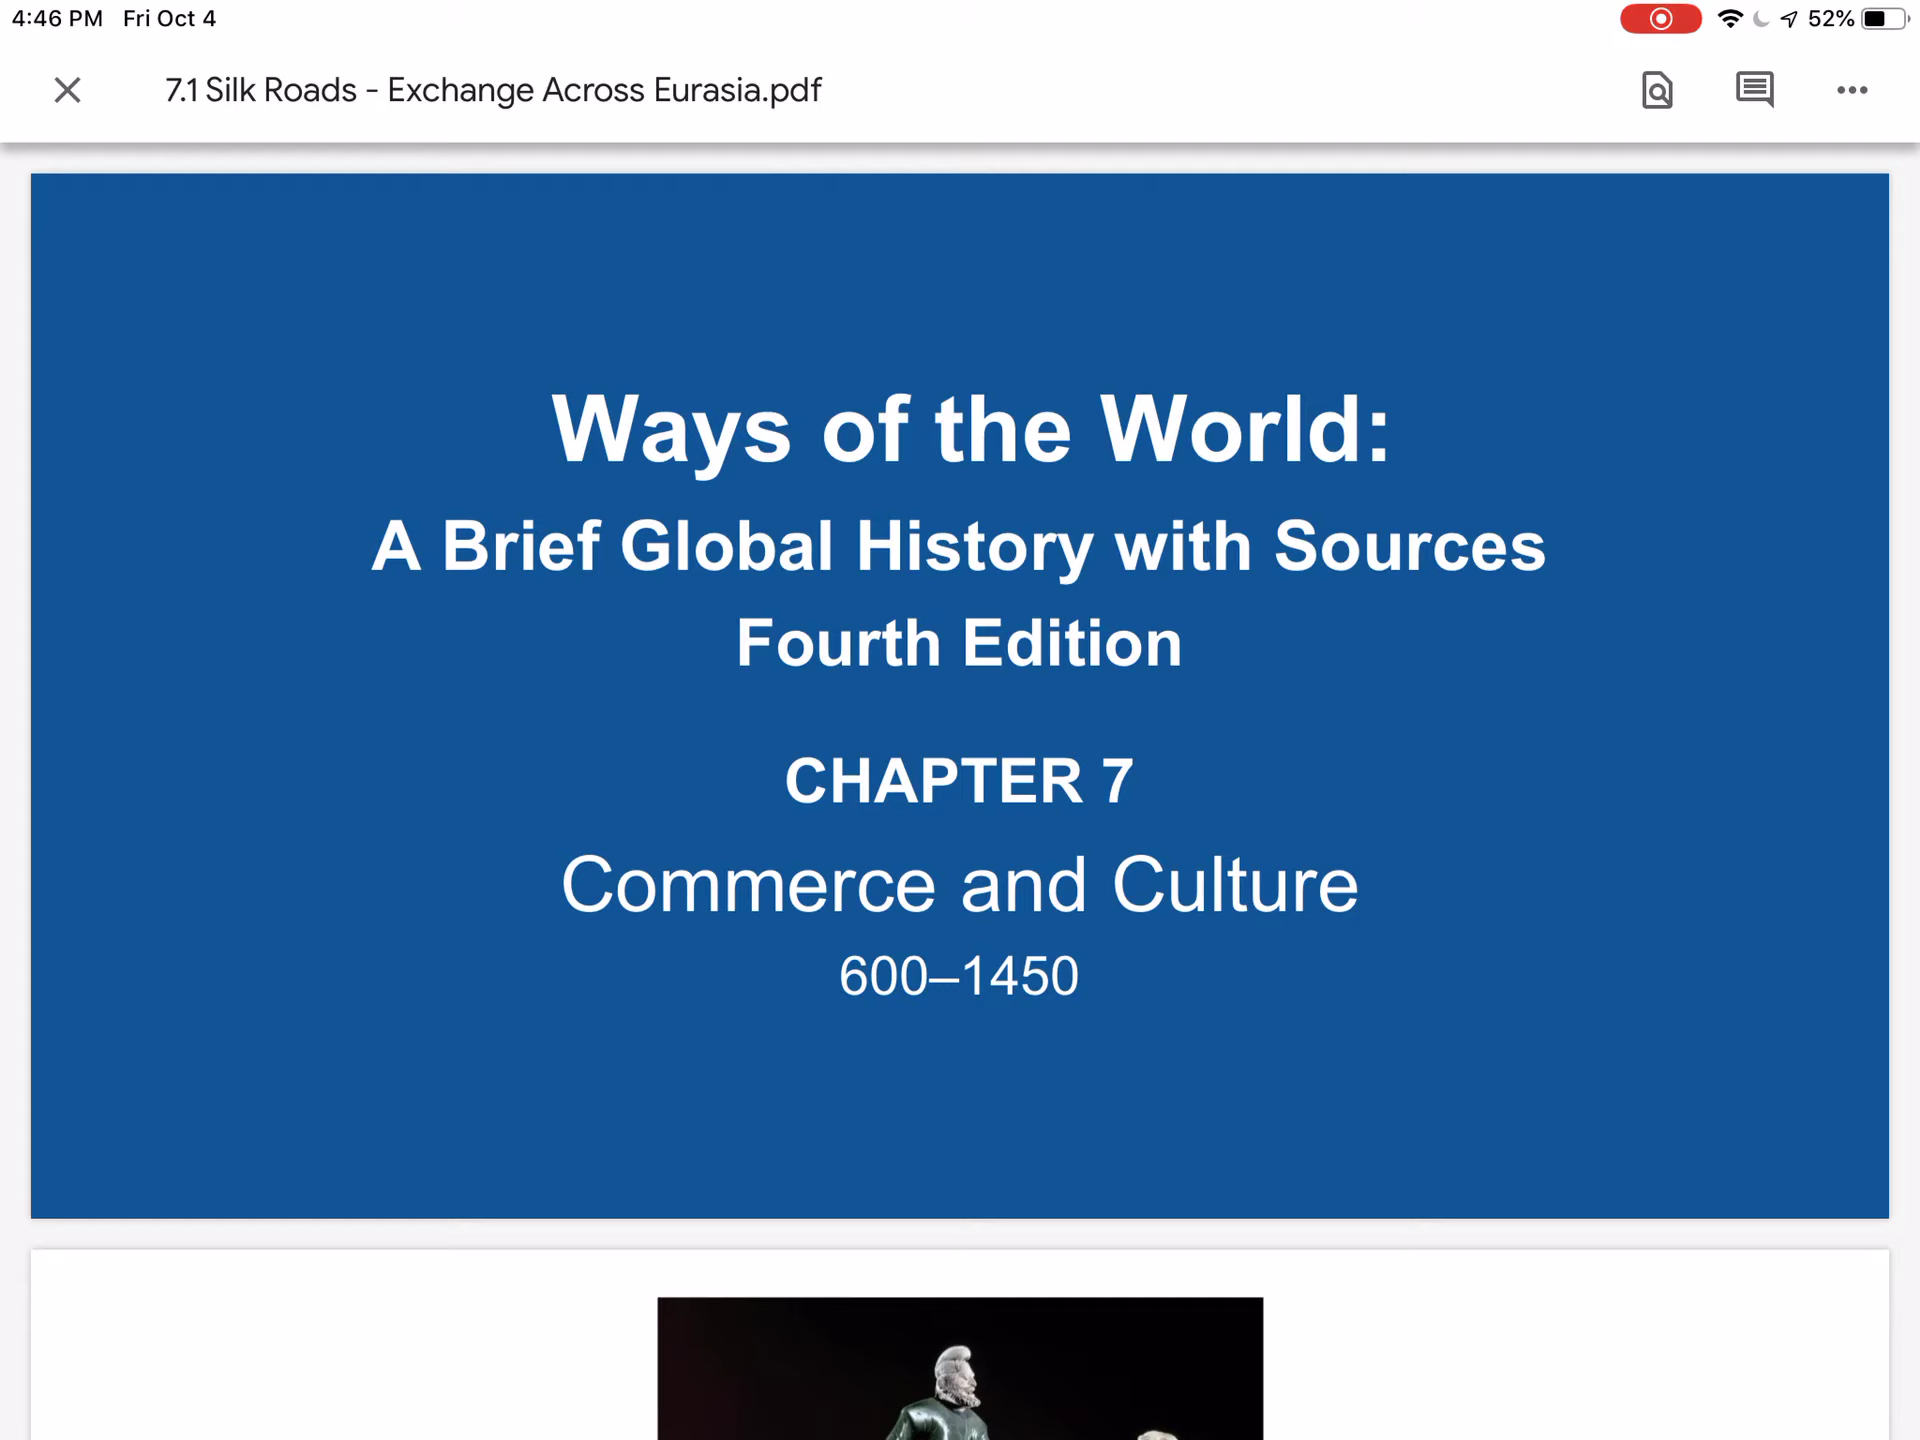 4:46 PM Fri Oct 4 52%
7.1 Silk Roads - Exchange Across Eurasia.pdf
Ways of the World:
A Brief Global History with Sources
Fourth Edition
CHAPTER 7
Commerce and Culture
600–1450